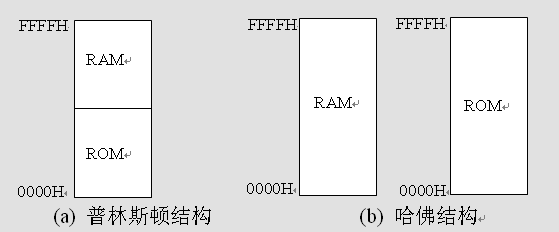 FFFFH FFFFH FFFFH
RAM
RAM ROM
ROM
0000H 0000H 0000H
(a) 普林斯顿结构 (b) 哈佛结构